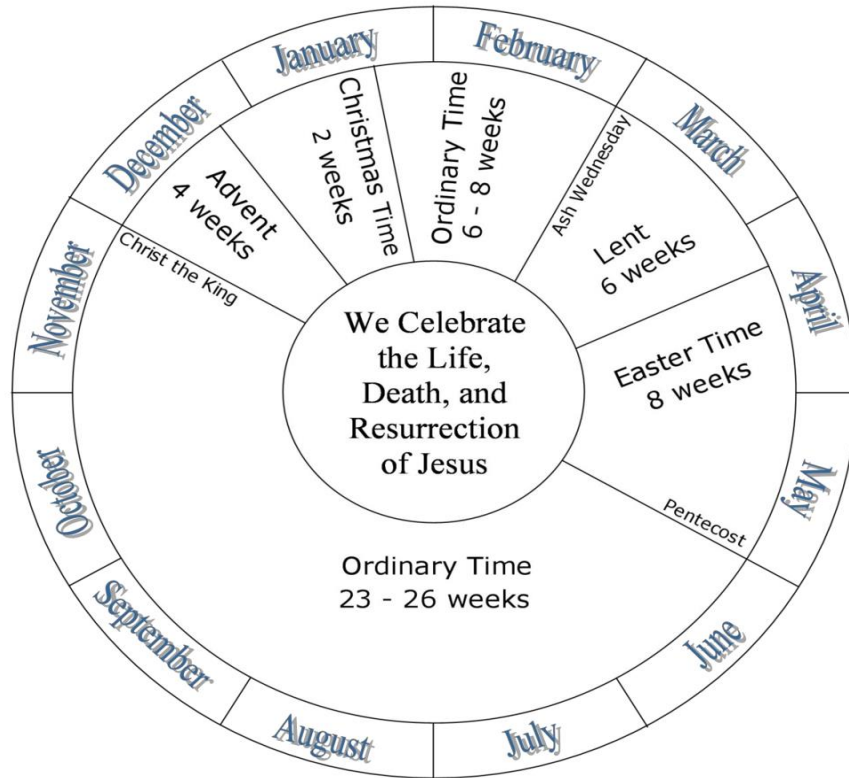 January
February
March
Apriil
May
June
July
August
September
October
November
December
Advent
4 weeks
Christmas Time
2 weeks
Ordinary Time
6 - 8 weeks
Ash Wednesday
Lent
6 weeks
Easter Time
8 weeks
Pentecost
Ordinary Time
23 - 26 weeks
Christ the King
We Celebrate
the Life,
Death, and
Resurrection
of Jesus